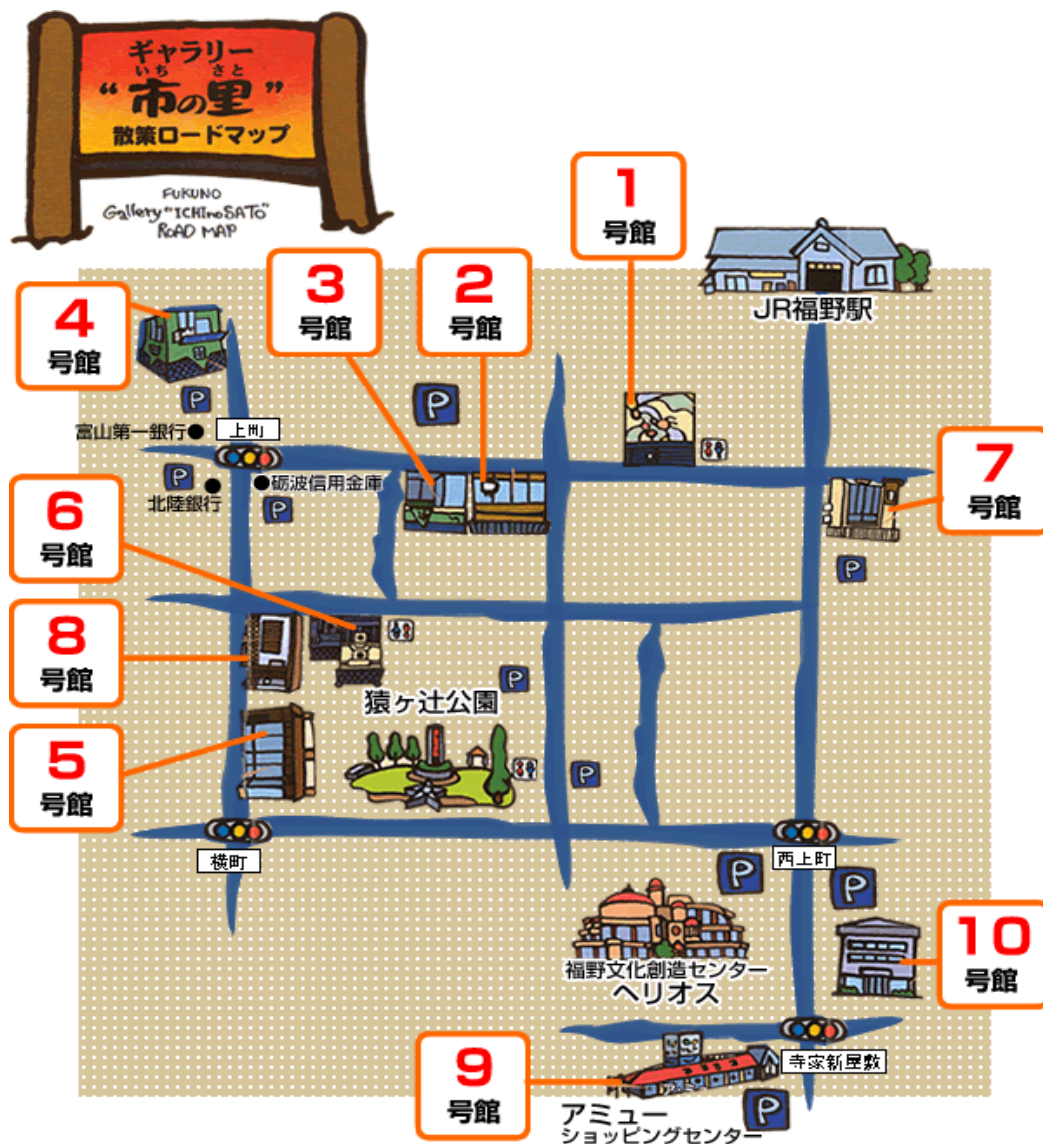 ギャラリー
いち さと
“市の里”
散策ロードマップ
FUKUNO
Gallery "ICHInoSATO"
ROAD MAP
1
号館
JR福野駅
3
号館
2
号館
4
号館
P
P
富山第一銀行●
上町
7
号館
P
北陸銀行
●砺波信用金庫
P
6
号館
P
8
号館
猿ヶ辻公園
P
5
号館
P
横町
西上町
P
P
10
号館
福野文化創造センター
ヘリオス
寺家新屋敷
9
号館
アミュー
ショッピングセンター
P